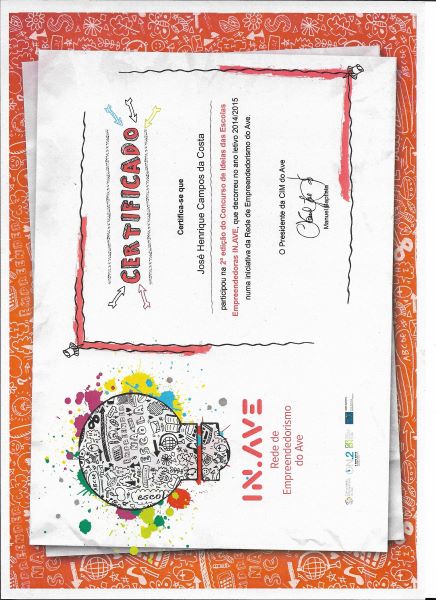 CERTIFICADO
Certifica-se que
José Henrique Campos da Costa
participou na 2ª edição do Concurso de Ideias das Escolas
Empreendedoras IN.AVE, que decorreu no ano letivo 2014/2015
numa iniciativa da Rede de Empreendedorismo do Ave.
O Presidente da CIM do Ave
IN.AVE
Rede de
Empreendedorismo
do Ave
ESCOLA